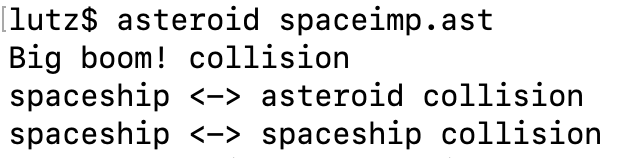 [lutz$ asteroid spaceimp.ast
Big boom! collision
spaceship <-> asteroid collision
spaceship <-> spaceship collision